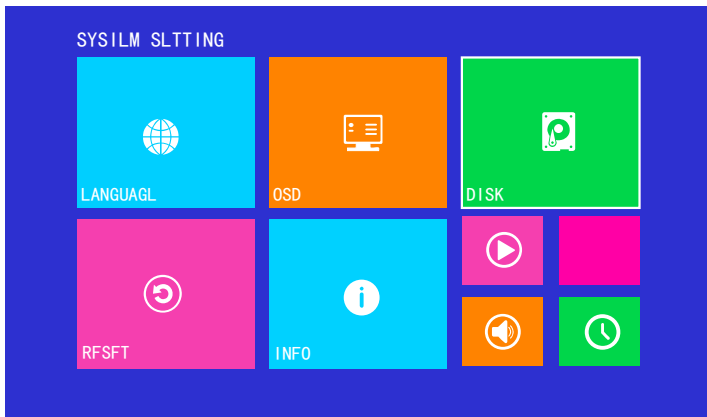 SYSILM SLTTING
LANGUAGL
OSD
DISK
RFSFT
INFO